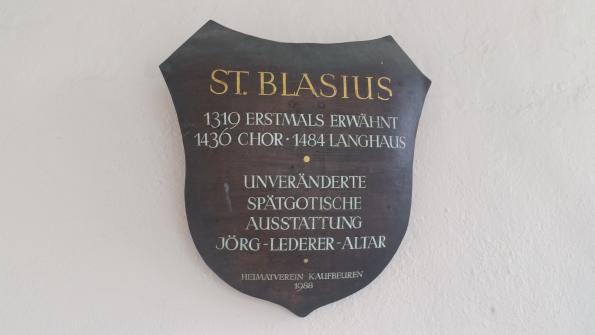 ST. BLASIUS
1319 ERSTMALS ERWÄHNT
1436 CHOR · 1484 LANGHAUS
UNVERÄNDERTE
SPÄTGOTISCHE
AUSSTATTUNG
JÖRG-LEDERER-ALTAR
HEIMATVEREIN KAUFBEUREN
1988